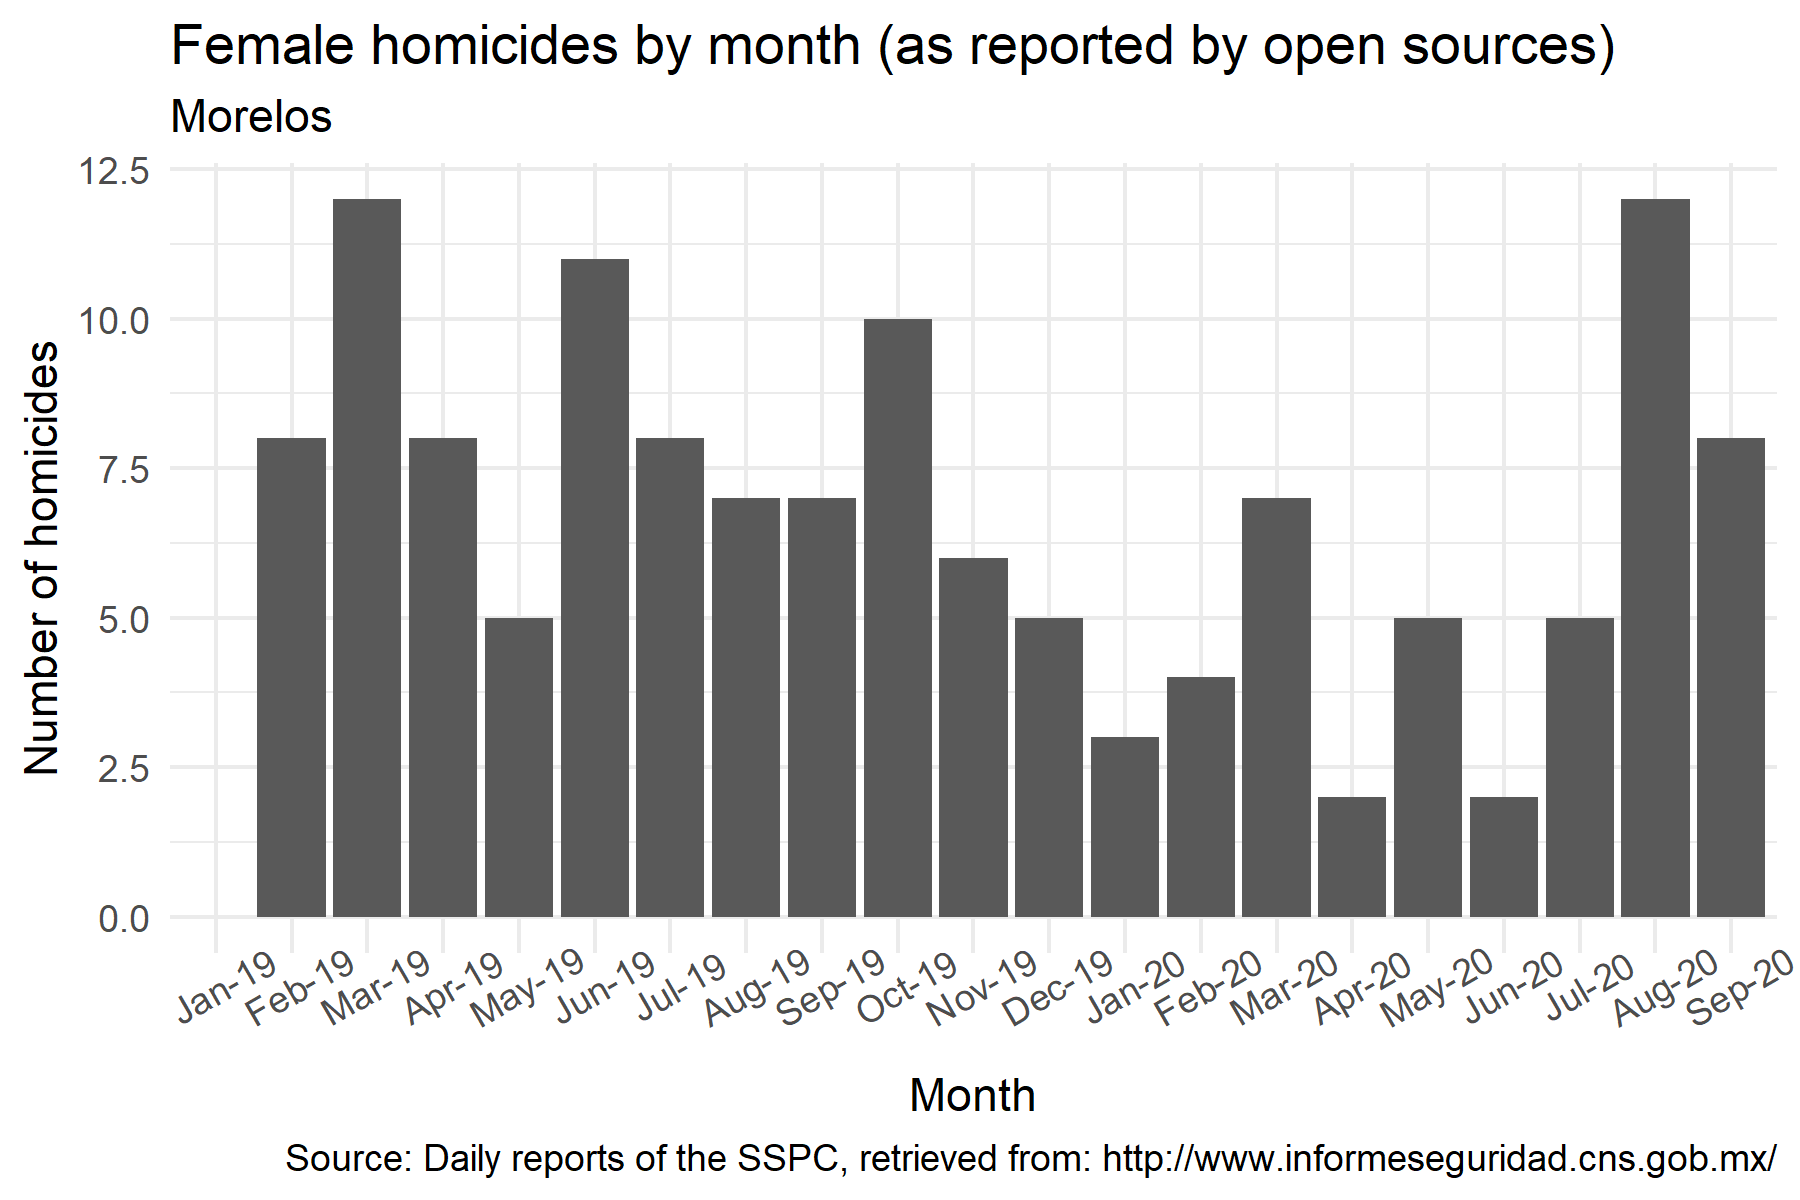 Female homicides by month (as reported by open sources)
Morelos
12.5
10.0
7.5
5.0
2.5
0.0
Number of homicides
Jan-19
Feb-19
Mar-19
Apr-19
May-19
Jun-19
Jul-19
Aug-19
Sep-19
Oct-19
Nov-19
Dec-19
Jan-20
Feb-20
Mar-20
Apr-20
May-20
Jun-20
Jul-20
Aug-20
Sep-20
Month
Source: Daily reports of the SSPC, retrieved from: http://www.informeseguridad.cns.gob.mx/